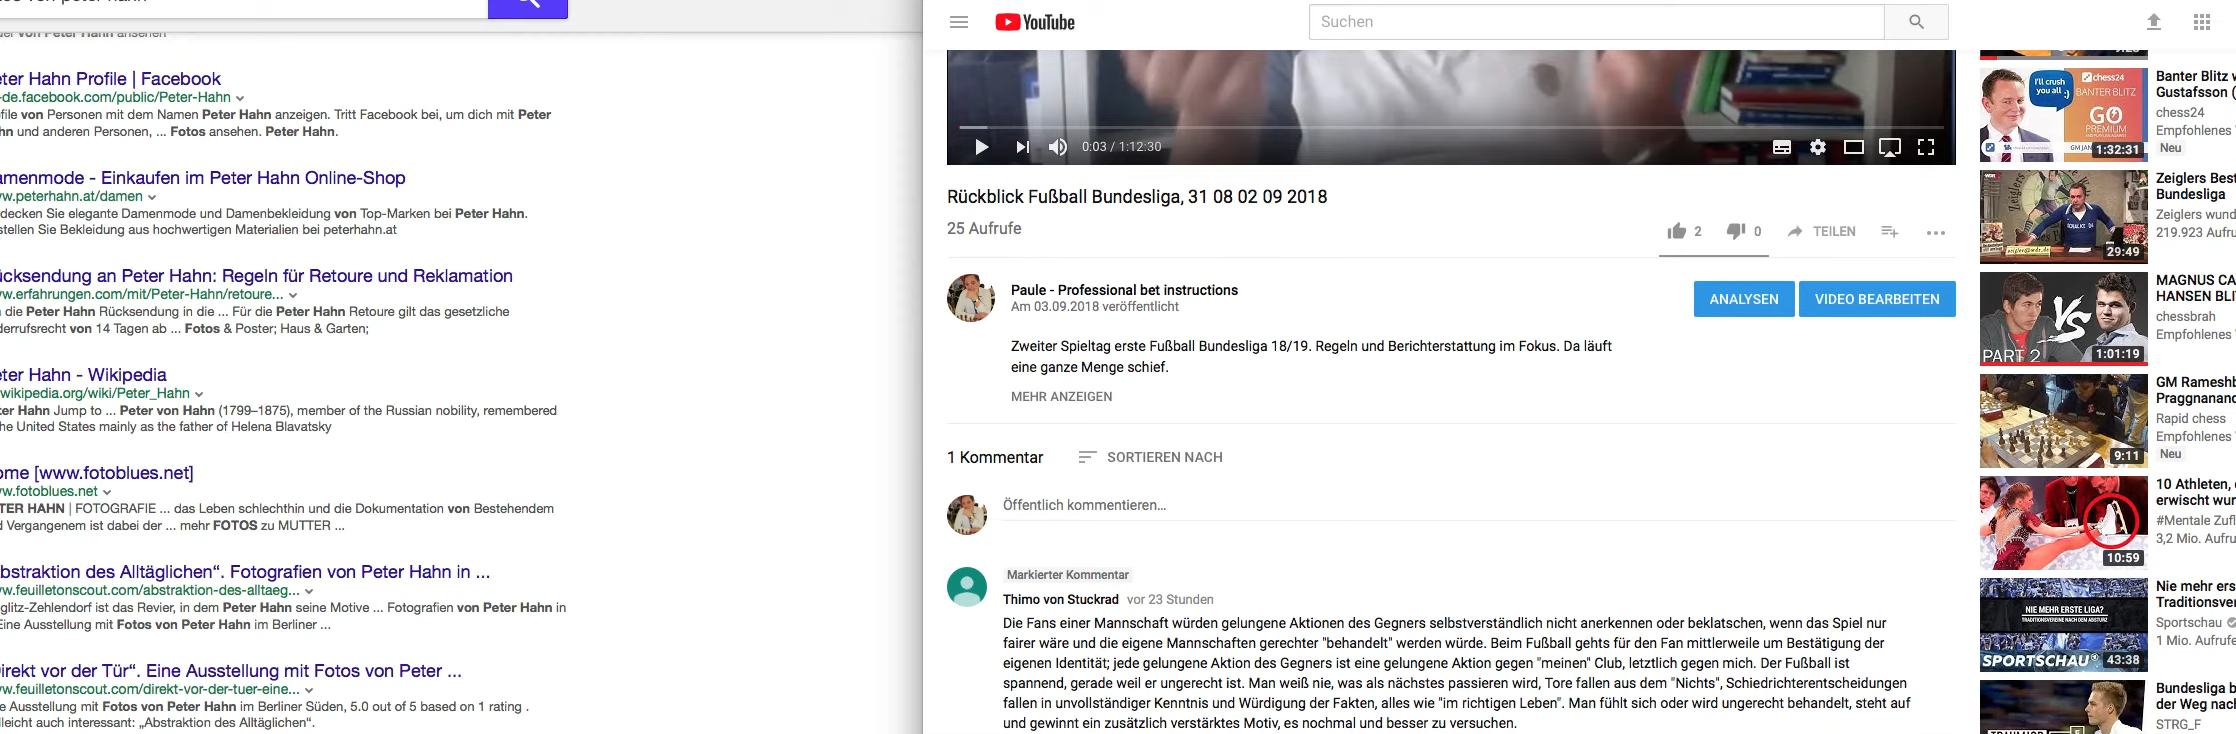 ter Hahn Profile | Facebook
-de.facebook.com/public/Peter-Hahn
file von Personen mit dem Namen Peter Hahn anzeigen. Tritt Facebook bei, um dich mit Peter
hn und anderen Personen, ... Fotos ansehen. Peter Hahn.
amenmode - Einkaufen im Peter Hahn Online-Shop
w.peterhahn.at/damen
decken Sie elegante Damenmode und Damenbekleidung von Top-Marken bei Peter Hahn.
stellen Sie Bekleidung aus hochwertigen Materialien bei peterhahn.at
ücksendung an Peter Hahn: Regeln für Retoure und Reklamation
w.erfahrungen.com/mit/Peter-Hahn/retoure...
die Peter Hahn Rücksendung in die ... Für die Peter Hahn Retoure gilt das gesetzliche
derrufsrecht von 14 Tagen ab ... Fotos & Poster; Haus & Garten;
eter Hahn - Wikipedia
wikipedia.org/wiki/Peter_Hahn
ter Hahn Jump to ... Peter von Hahn (1799–1875), member of the Russian nobility, remembered
he United States mainly as the father of Helena Blavatsky
ome [www.fotoblues.net]
w.fotoblues.net
TER HAHN | FOTOGRAFIE ... das Leben schlechthin und die Dokumentation von Bestehendem
d Vergangenem ist dabei der ... mehr FOTOS zu MUTTER ...
bstraktion des Alltäglichen“. Fotografien von Peter Hahn in ...
w.feuilletonscout.com/abstraktion-des-alltaeg...
glitz-Zehlendorf ist das Revier, in dem Peter Hahn seine Motive ... Fotografien von Peter Hahn in
Eine Ausstellung mit Fotos von Peter Hahn im Berliner ...
irekt vor der Tür“. Eine Ausstellung mit Fotos von Peter ...
w.feuilletonscout.com/direkt-vor-der-tuer-eine...
e Ausstellung mit Fotos von Peter Hahn im Berliner Süden, 5.0 out of 5 based on 1 rating .
lleicht auch interessant: „Abstraktion des Alltäglichen“.
YouTube
Suchen
0:03 / 1:12:30
Rückblick Fußball Bundesliga, 31 08 02 09 2018
25 Aufrufe
2 0 TEILEN
Paule - Professional bet instructions
Am 03.09.2018 veröffentlicht
ANALYSEN VIDEO BEARBEITEN
Zweiter Spieltag erste Fußball Bundesliga 18/19. Regeln und Berichterstattung im Fokus. Da läuft
eine ganze Menge schief.
MEHR ANZEIGEN
1 Kommentar SORTIEREN NACH
Öffentlich kommentieren...
Markierter Kommentar
Thimo von Stuckrad vor 23 Stunden
Die Fans einer Mannschaft würden gelungene Aktionen des Gegners selbstverständlich nicht anerkennen oder beklatschen, wenn das Spiel nur
fairer wäre und die eigene Mannschaften gerechter "behandelt" werden würde. Beim Fußball gehts für den Fan mittlerweile um Bestätigung der
eigenen Identität; jede gelungene Aktion des Gegners ist eine gelungene Aktion gegen "meinen" Club, letztlich gegen mich. Der Fußball ist
spannend, gerade weil er ungerecht ist. Man weiß nie, was als nächstes passieren wird, Tore fallen aus dem "Nichts", Schiedrichterentscheidungen
fallen in unvollständiger Kenntnis und Würdigung der Fakten, alles wie "im richtigen Leben". Man fühlt sich oder wird ungerecht behandelt, steht auf
und gewinnt ein zusätzlich verstärktes Motiv, es nochmal und besser zu versuchen.
I'll crush
you all ;)
chess24
BANTER BLITZ
GO
PREMIUM
1:32:31
Banter Blitz
Gustafsson (
chess24
Empfohlenes
Neu
29:49
Zeiglers Best
Bundesliga
Zeiglers wund
219.923 Aufru
VS
PART 2
1:01:19
MAGNUS CA
HANSEN BLI
chessbrah
Empfohlenes
9:11
GM Rameshb
Praggnanand
Rapid chess
Empfohlenes
Neu
10:59
10 Athleten,
erwischt wur
#Mentale Zufl
3,2 Mio. Aufru
NIE MEHR ERSTE LIGA?
TRADITIONSVEREINE NACH DEM ABSTURZ
SPORTSCHAU
43:38
Nie mehr ers
Traditionsver
Sportschau
1 Mio. Aufrufe
Bundesliga b
der Weg nach
STRG_F